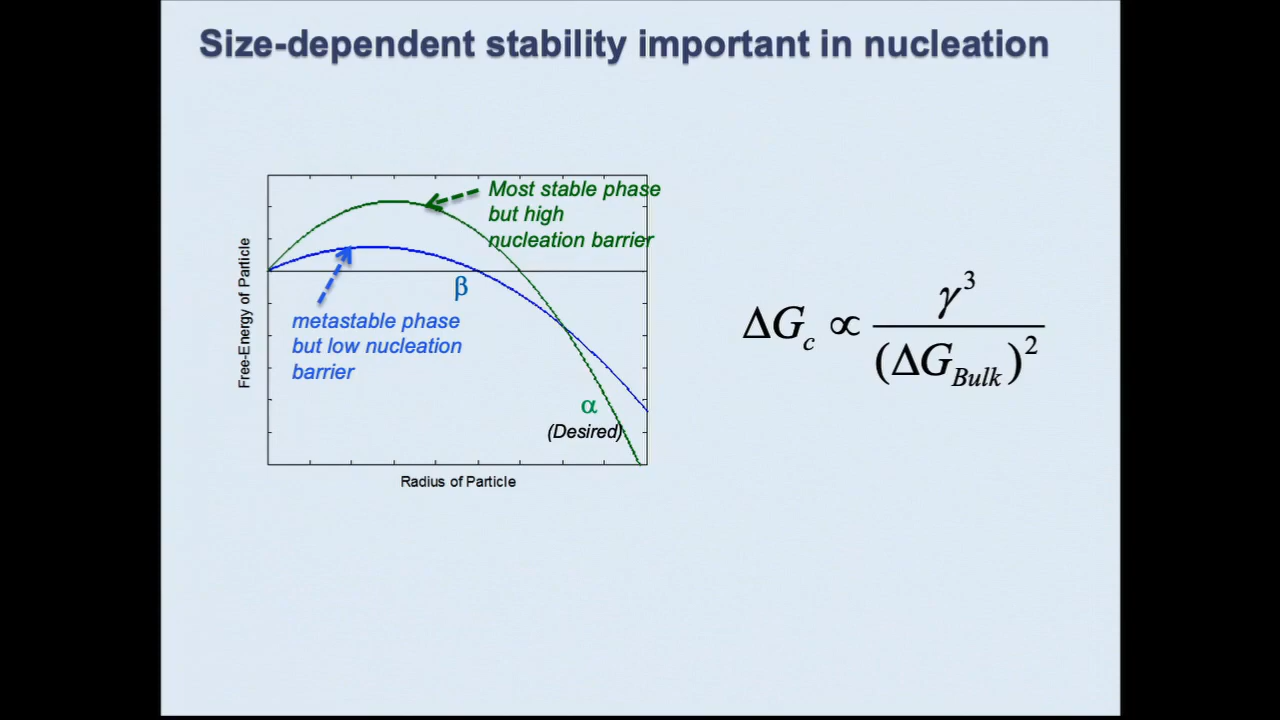 Size-dependent stability important in nucleation
Most stable phase
but high
nucleation barrier
β
metastable phase
but low nucleation
barrier
α
(Desired)
Free-Energy of Particle
Radius of Particle
ΔG_c ∝ γ^3 / (ΔG_Bulk)^2